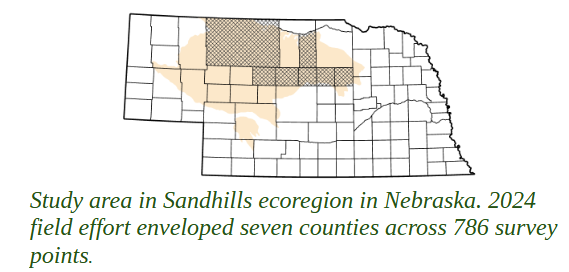 Study area in Sandhills ecoregion in Nebraska. 2024
field effort enveloped seven counties across 786 survey
points.